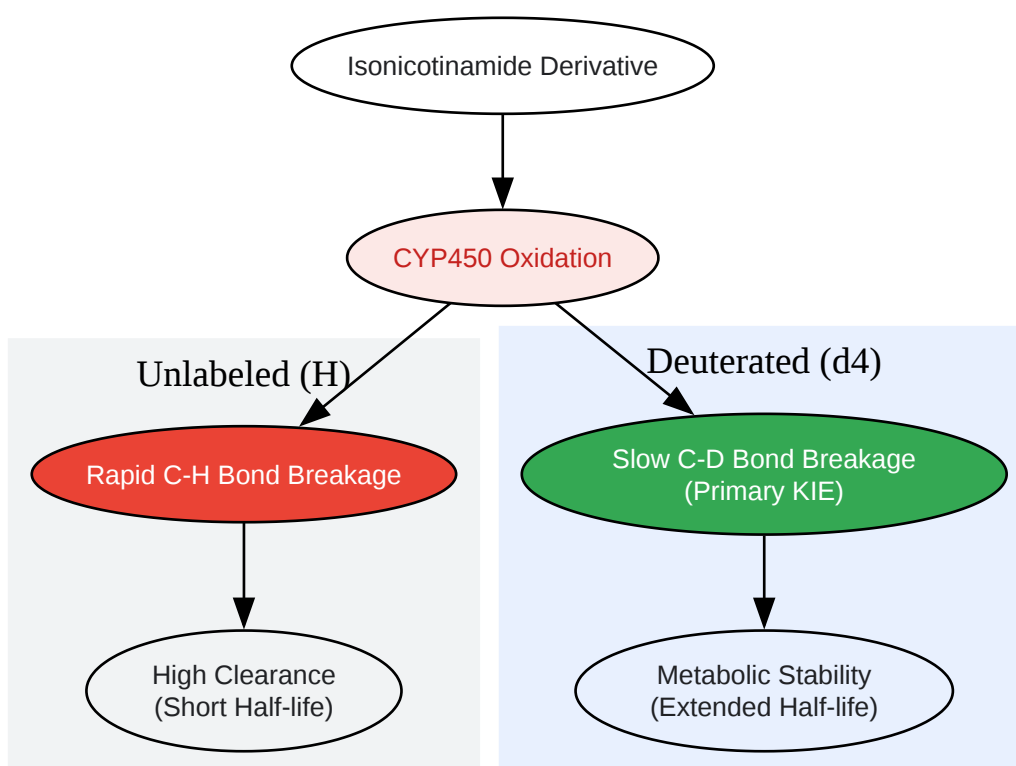 Isonicotinamide Derivative
CYP450 Oxidation
Unlabeled (H)
Rapid C-H Bond Breakage
High Clearance
(Short Half-life)
Deuterated (d4)
Slow C-D Bond Breakage
(Primary KIE)
Metabolic Stability
(Extended Half-life)